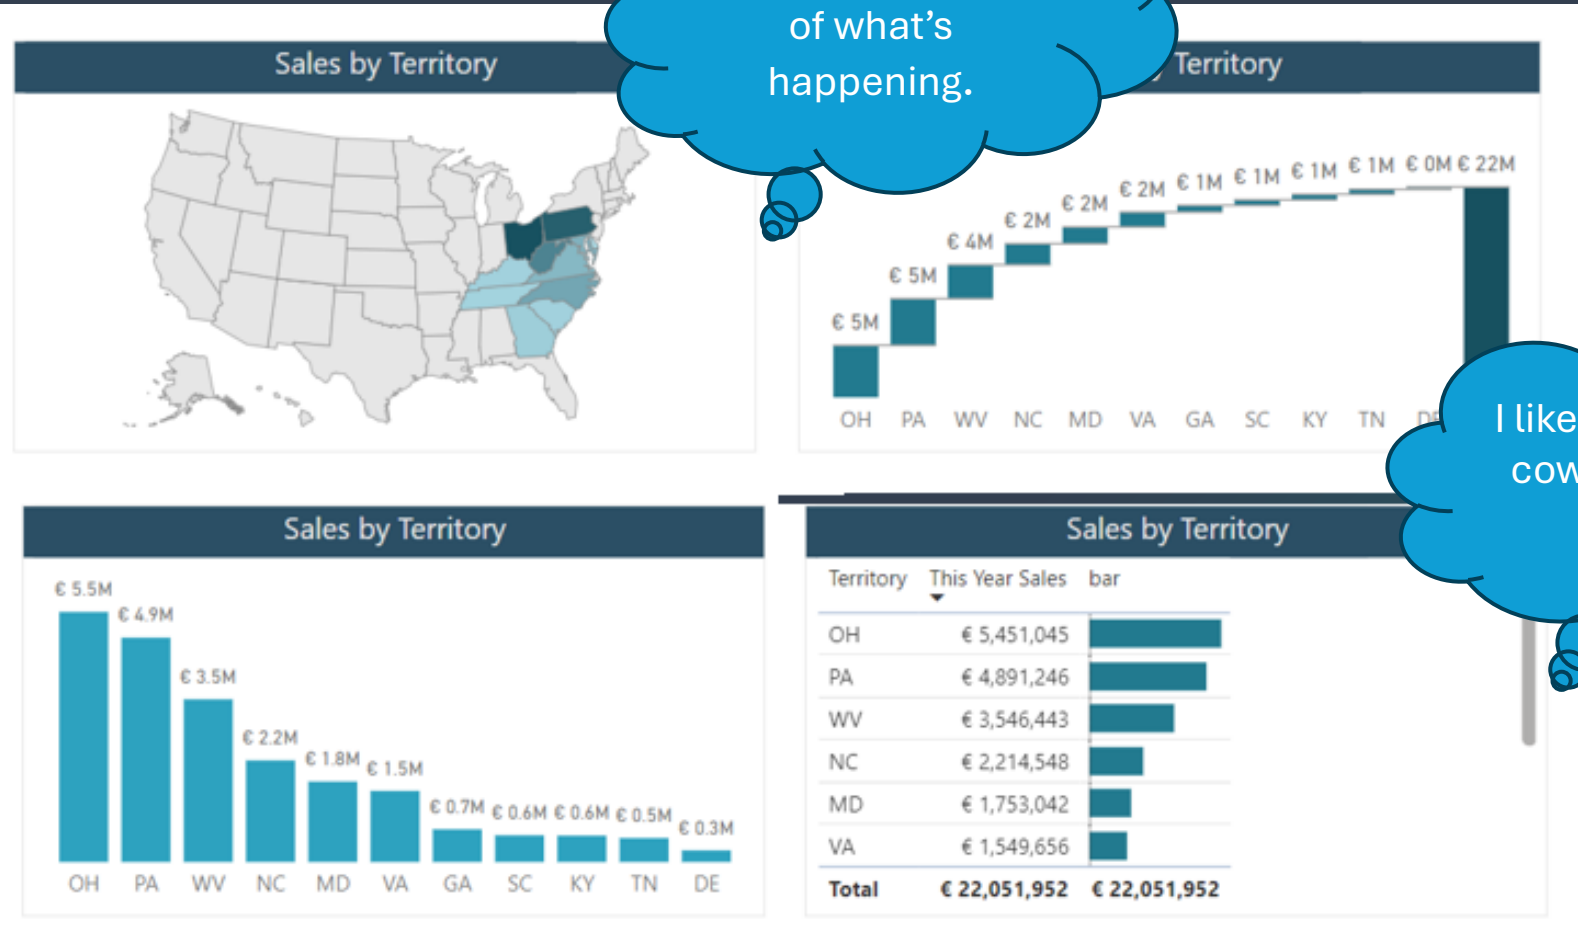 of what's
happening.
Sales by Territory
Territory
€ 5M
€ 5M
€ 4M
€ 2M
€ 2M
€ 2M
€ 1M
€ 1M
€ 1M
€ 1M
€ 0M
€ 22M
OH PA WV NC MD VA GA SC KY TN
I like
Sales by Territory
€ 5.5M
€ 4.9M
€ 3.5M
€ 2.2M
€ 1.8M
€ 1.5M
€ 0.7M
€ 0.6M
€ 0.6M
€ 0.5M
€ 0.3M
OH PA WV NC MD VA GA SC KY TN DE
Sales by Territory
Territory This Year Sales bar
OH € 5,451,045
PA € 4,891,246
WV € 3,546,443
NC € 2,214,548
MD € 1,753,042
VA € 1,549,656
Total € 22,051,952 € 22,051,952